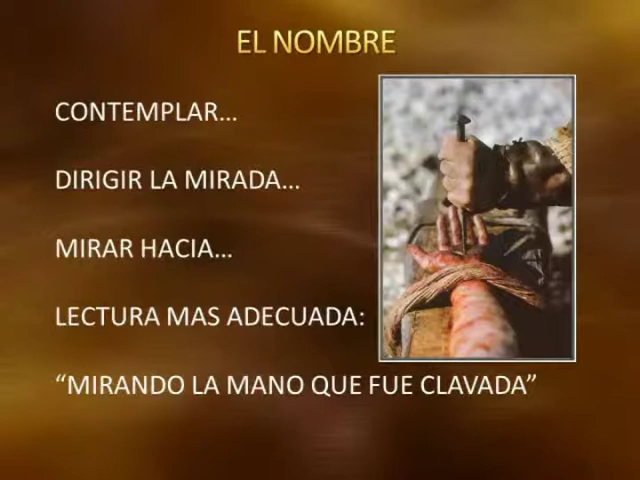 EL NOMBRE
CONTEMPLAR...
DIRIGIR LA MIRADA...
MIRAR HACIA...
LECTURA MAS ADECUADA:
“MIRANDO LA MANO QUE FUE CLAVADA”